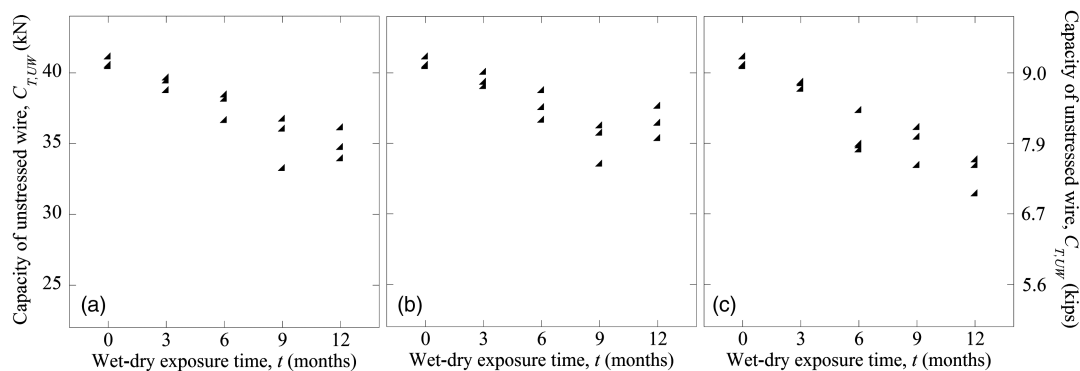 Capacity of unstressed wire, C_T,UW (kN)
40
35
30
25
(a)
0 3 6 9 12
Wet-dry exposure time, t (months)
(b)
0 3 6 9 12
Wet-dry exposure time, t (months)
(c)
0 3 6 9 12
Wet-dry exposure time, t (months)
9.0
7.9
6.7
5.6
Capacity of unstressed wire, C_T,UW (kips)